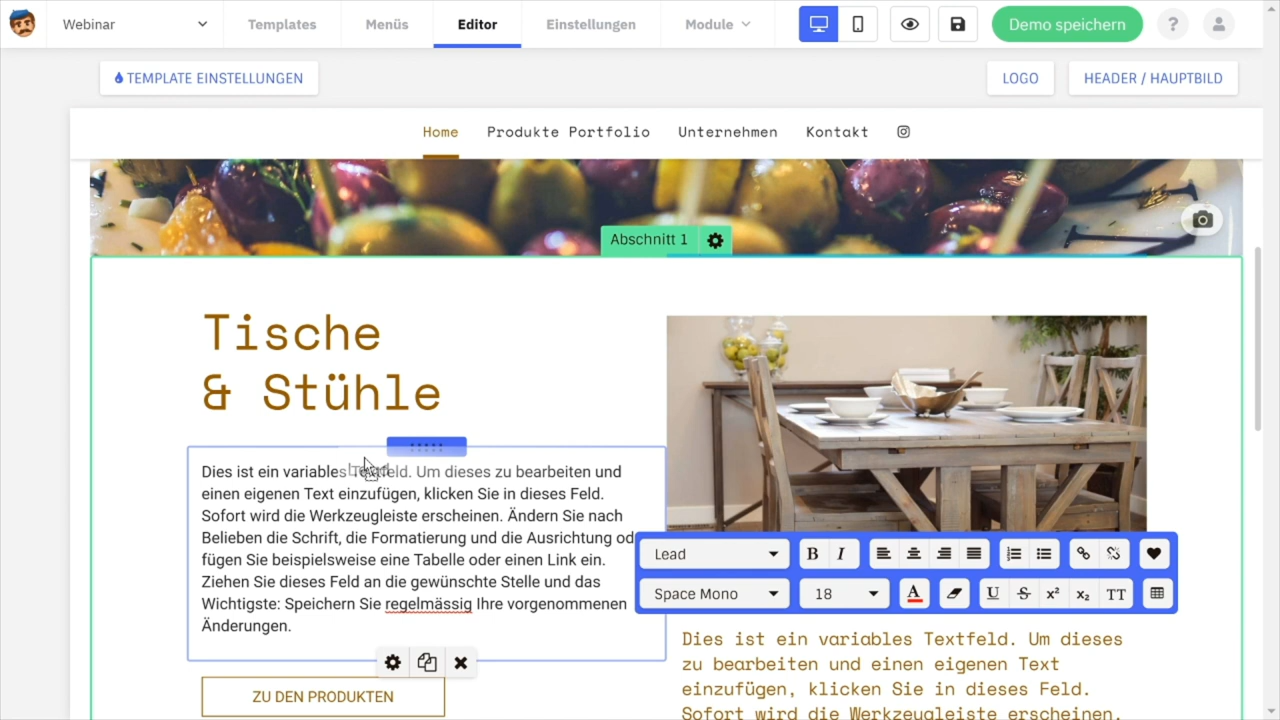 Webinar
Templates
Menüs
Editor
Einstellungen
Module
Demo speichern
?
TEMPLATE EINSTELLUNGEN
LOGO
HEADER / HAUPTBILD
Home
Produkte Portfolio
Unternehmen
Kontakt
Abschnitt 1
Tische
& Stühle
Dies ist ein variables Textfeld. Um dieses zu bearbeiten und
einen eigenen Text einzufügen, klicken Sie in dieses Feld.
Sofort wird die Werkzeugleiste erscheinen. Ändern Sie nach
Belieben die Schrift, die Formatierung und die Ausrichtung od
fügen Sie beispielsweise eine Tabelle oder einen Link ein.
Ziehen Sie dieses Feld an die gewünschte Stelle und das
Wichtigste: Speichern Sie regelmässig Ihre vorgenommenen
Änderungen.
ZU DEN PRODUKTEN
Lead
B I
Space Mono
18
A
U S x² x₂ TT
Dies ist ein variables Textfeld. Um dieses
zu bearbeiten und einen eigenen Text
einzufügen, klicken Sie in dieses Feld.
Sofort wird die Werkzeugleiste erscheinen.